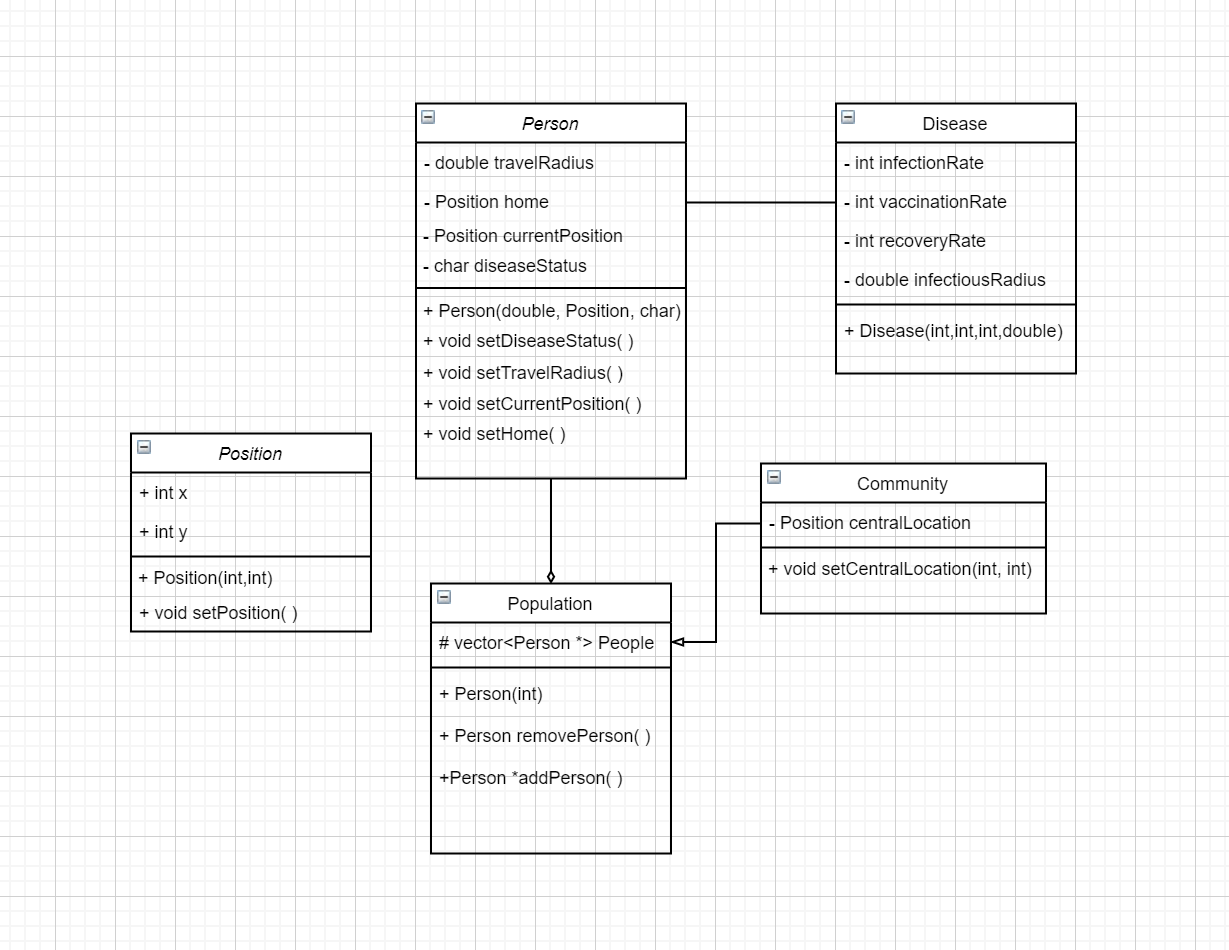 Person
- double travelRadius
- Position home
- Position currentPosition
- char diseaseStatus
+ Person(double, Position, char)
+ void setDiseaseStatus( )
+ void setTravelRadius( )
+ void setCurrentPosition( )
+ void setHome( )
Disease
- int infectionRate
- int vaccinationRate
- int recoveryRate
- double infectiousRadius
+ Disease(int,int,int,double)
Position
+ int x
+ int y
+ Position(int,int)
+ void setPosition( )
Community
- Position centralLocation
+ void setCentralLocation(int, int)
Population
# vector<Person *> People
+ Person(int)
+ Person removePerson( )
+Person *addPerson( )